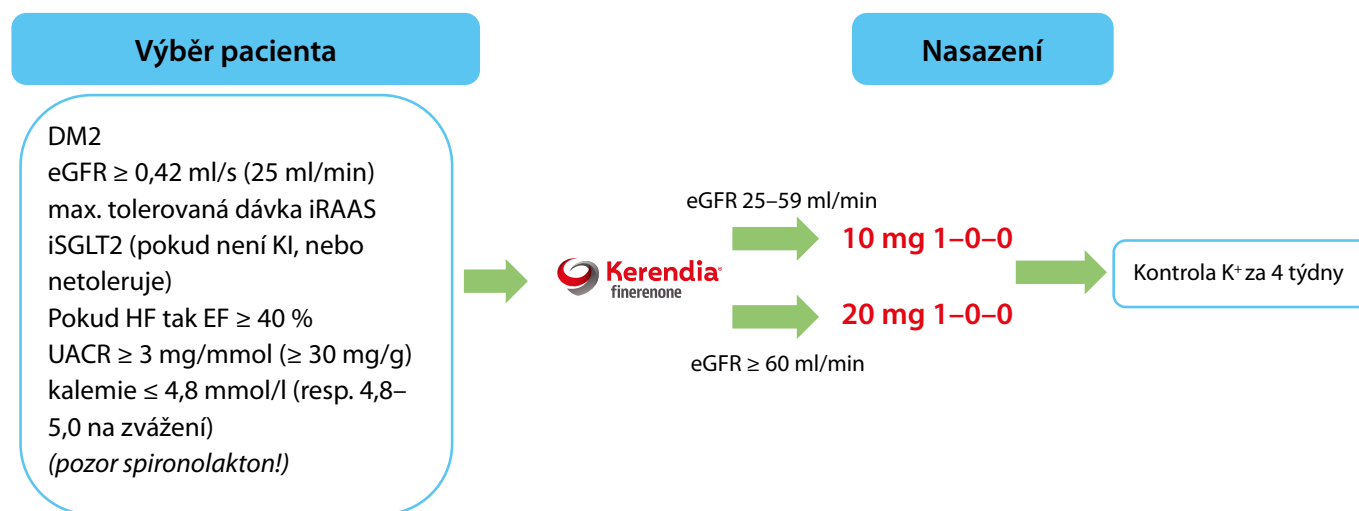 Výběr pacienta
DM2
eGFR ≥ 0,42 ml/s (25 ml/min)
max. tolerovaná dávka iRAAS
iSGLT2 (pokud není KI, nebo
netoleruje)
Pokud HF tak EF ≥ 40 %
UACR ≥ 3 mg/mmol (≥ 30 mg/g)
kalemie ≤ 4,8 mmol/l (resp. 4,8–
5,0 na zvážení)
(pozor spironolakton!)
Kerendia®
finerenone
Nasazení
eGFR 25–59 ml/min
10 mg 1–0–0
20 mg 1–0–0
eGFR ≥ 60 ml/min
Kontrola K⁺ za 4 týdny